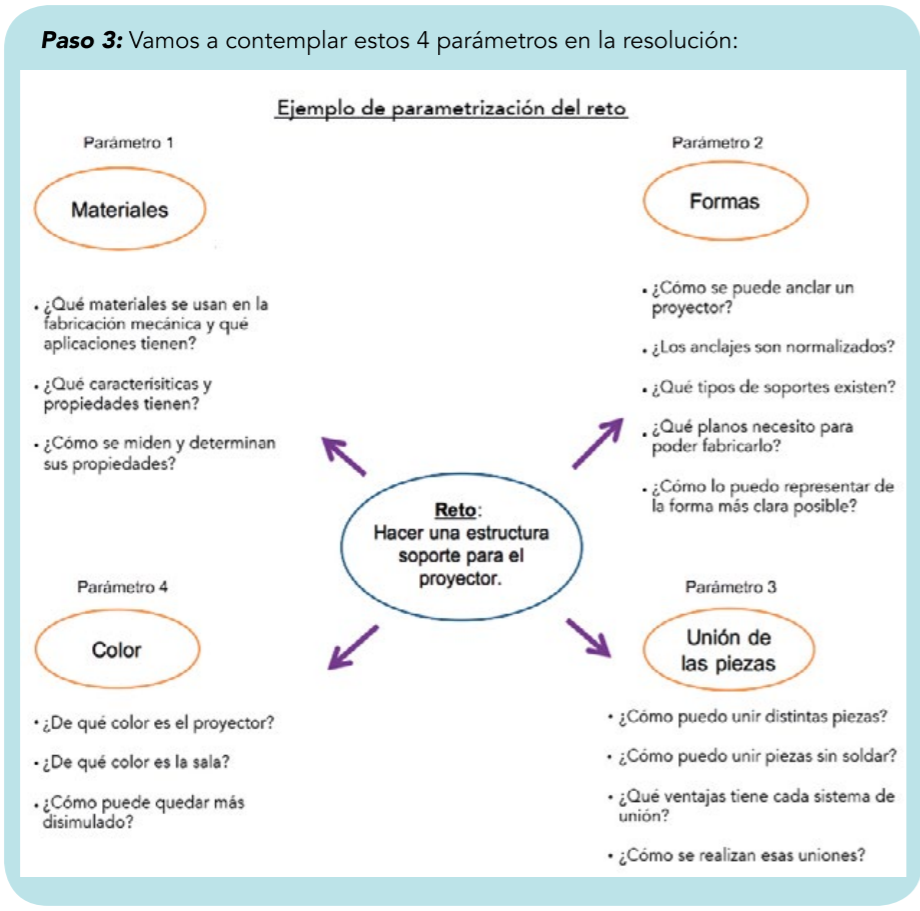 Paso 3: Vamos a contemplar estos 4 parámetros en la resolución:
Ejemplo de parametrización del reto
Parámetro 1
Materiales
• ¿Qué materiales se usan en la
fabricación mecánica y qué
aplicaciones tienen?
• ¿Qué caracterísiticas y
propiedades tienen?
• ¿Cómo se miden y determinan
sus propiedades?
Parámetro 2
Formas
• ¿Cómo se puede anclar un
proyector?
• ¿Los anclajes son normalizados?
• ¿Qué tipos de soportes existen?
• ¿Qué planos necesito para
poder fabricarlo?
• ¿Cómo lo puedo representar de
la forma más clara posible?
Reto:
Hacer una estructura
soporte para el
proyector.
Parámetro 4
Color
• ¿De qué color es el proyector?
• ¿De qué color es la sala?
• ¿Cómo puede quedar más
disimulado?
Parámetro 3
Unión de
las piezas
• ¿Cómo puedo unir distintas piezas?
• ¿Cómo puedo unir piezas sin soldar?
• ¿Qué ventajas tiene cada sistema de
unión?
• ¿Cómo se realizan esas uniones?